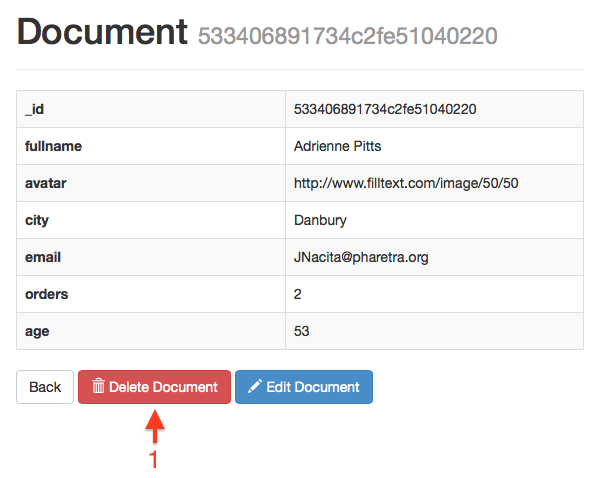 Document 533406891734c2fe51040220
_id 533406891734c2fe51040220
fullname Adrienne Pitts
avatar http://www.filltext.com/image/50/50
city Danbury
email JNacita@pharetra.org
orders 2
age 53
Back Delete Document Edit Document
1